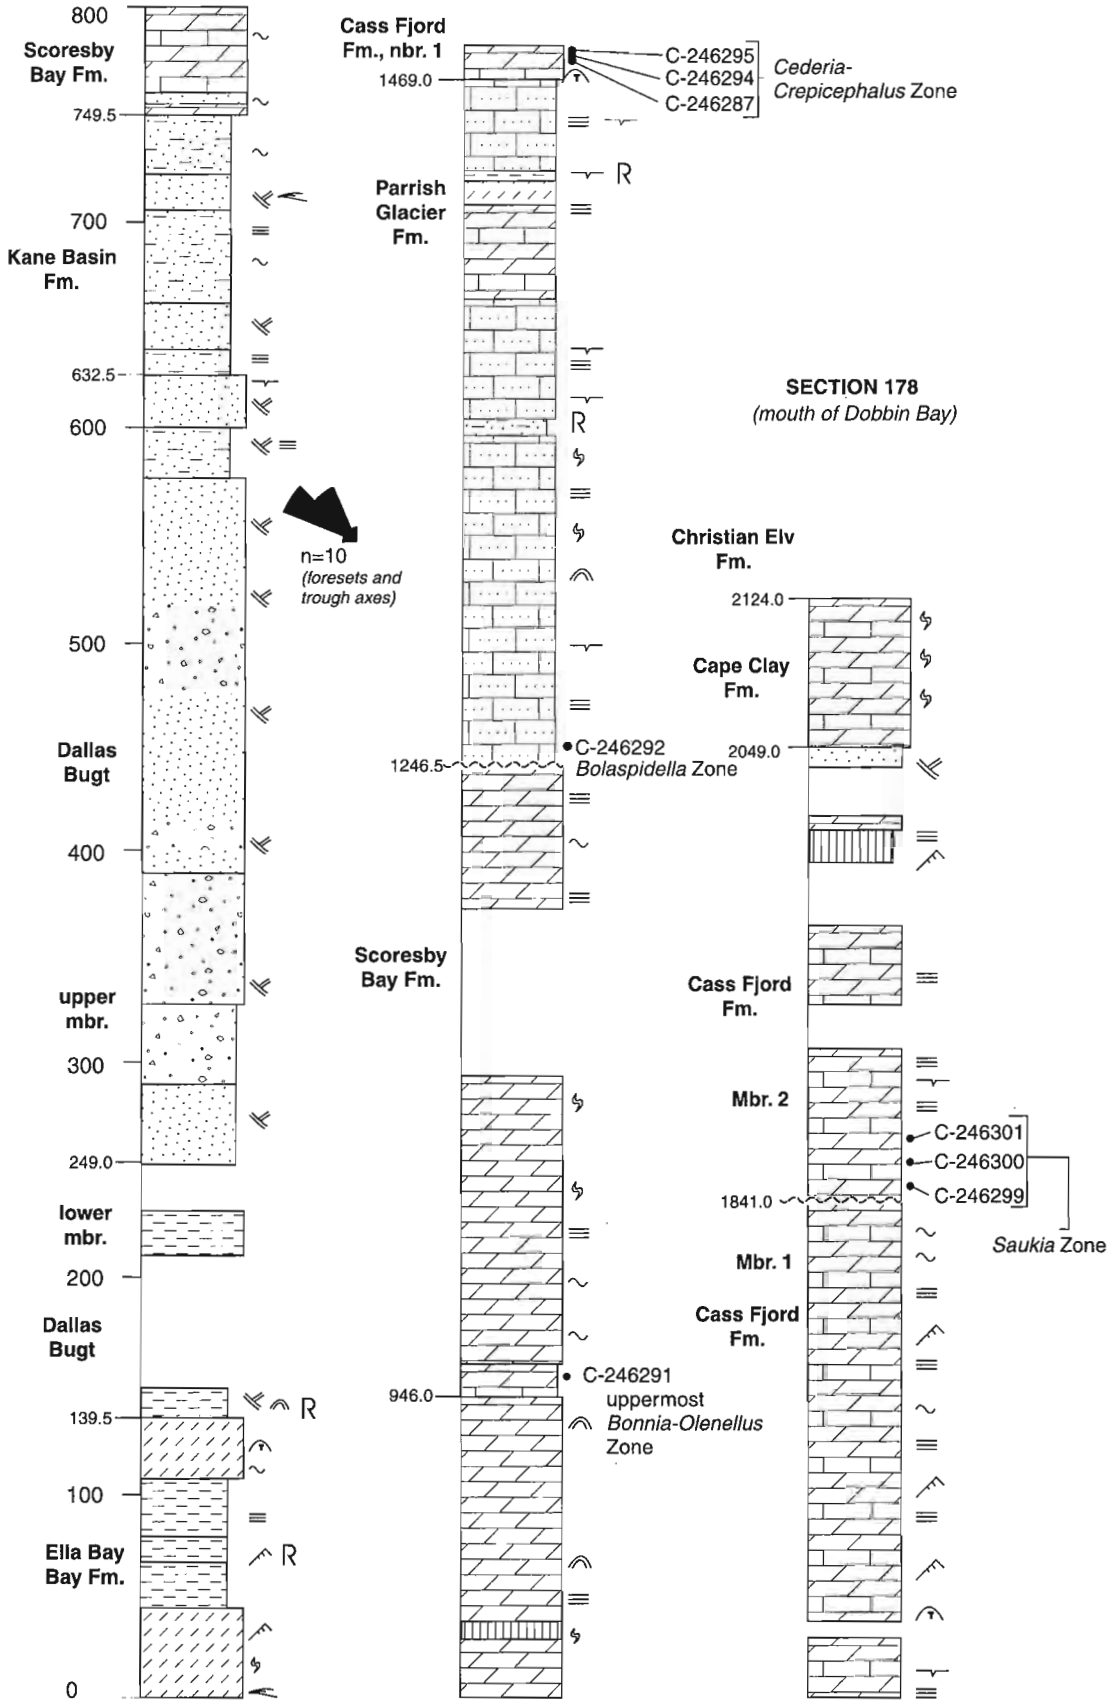 800
Scoresby
Bay Fm.
749.5
700
Kane Basin
Fm.
632.5
600
n=10
(foresets and
trough axes)
500
Dallas
Bugt
400
upper
mbr.
300
249.0
lower
mbr.
200
Dallas
Bugt
R
139.5
100
Ella Bay
Bay Fm.
R
0
Cass Fjord
Fm., nbr. 1
1469.0
C-246295
C-246294
C-246287
Cederia-
Crepicephalus Zone
R
Parrish
Glacier
Fm.
R
C-246292
1246.5
Bolaspidella Zone
Scoresby
Bay Fm.
C-246291
946.0
uppermost
Bonnia-Olenellus
Zone
SECTION 178
(mouth of Dobbin Bay)
Christian Elv
Fm.
2124.0
Cape Clay
Fm.
2049.0
Cass Fjord
Fm.
Mbr. 2
C-246301
C-246300
C-246299
1841.0
Saukia Zone
Mbr. 1
Cass Fjord
Fm.